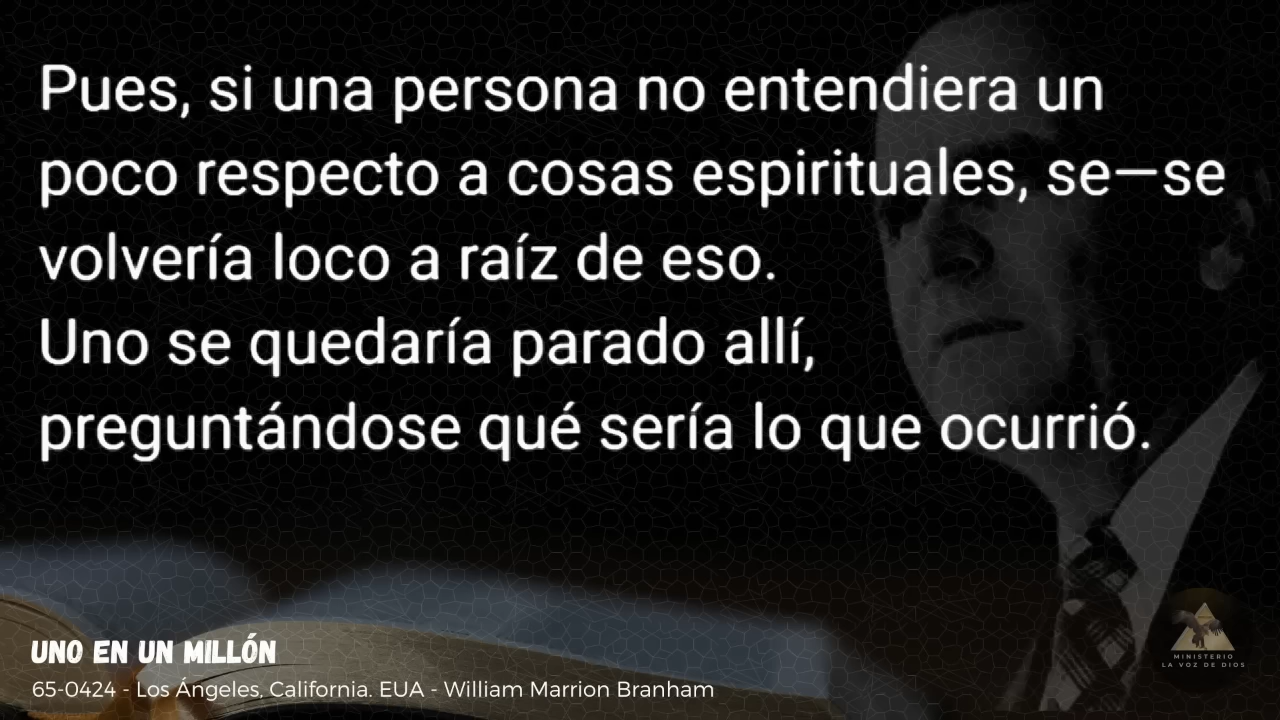 Pues, si una persona no entendiera un
poco respecto a cosas espirituales, se—se
volvería loco a raíz de eso.
Uno se quedaría parado allí,
preguntándose qué sería lo que ocurrió.
UNO EN UN MILLÓN
65-0424 - Los Ángeles, California. EUA - William Marrion Branham
MINISTERIO
LA VOZ DE DIOS